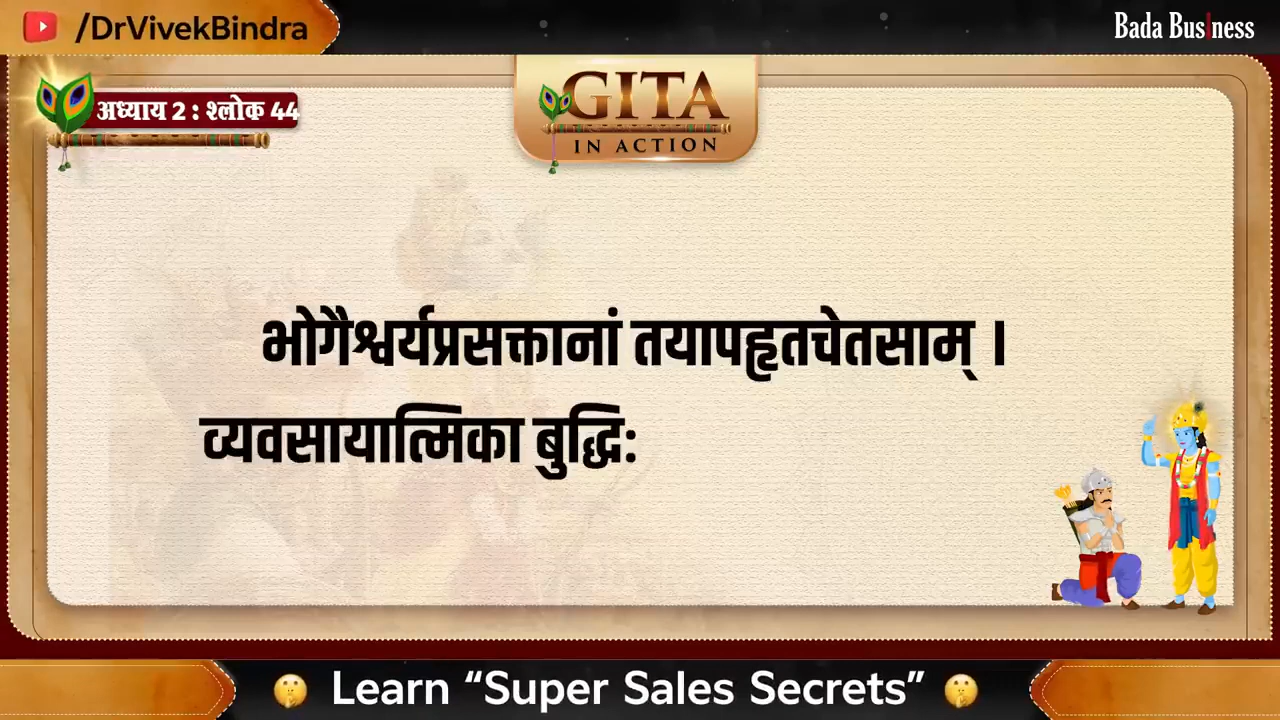 /DrVivekBindra
Bada Business
अध्याय 2 : श्लोक 44
GITA
IN ACTION
भोगैश्वर्यप्रसक्तानां तयापहृतचेतसाम् ।
व्यवसायात्मिका बुद्धिः
Learn “Super Sales Secrets”